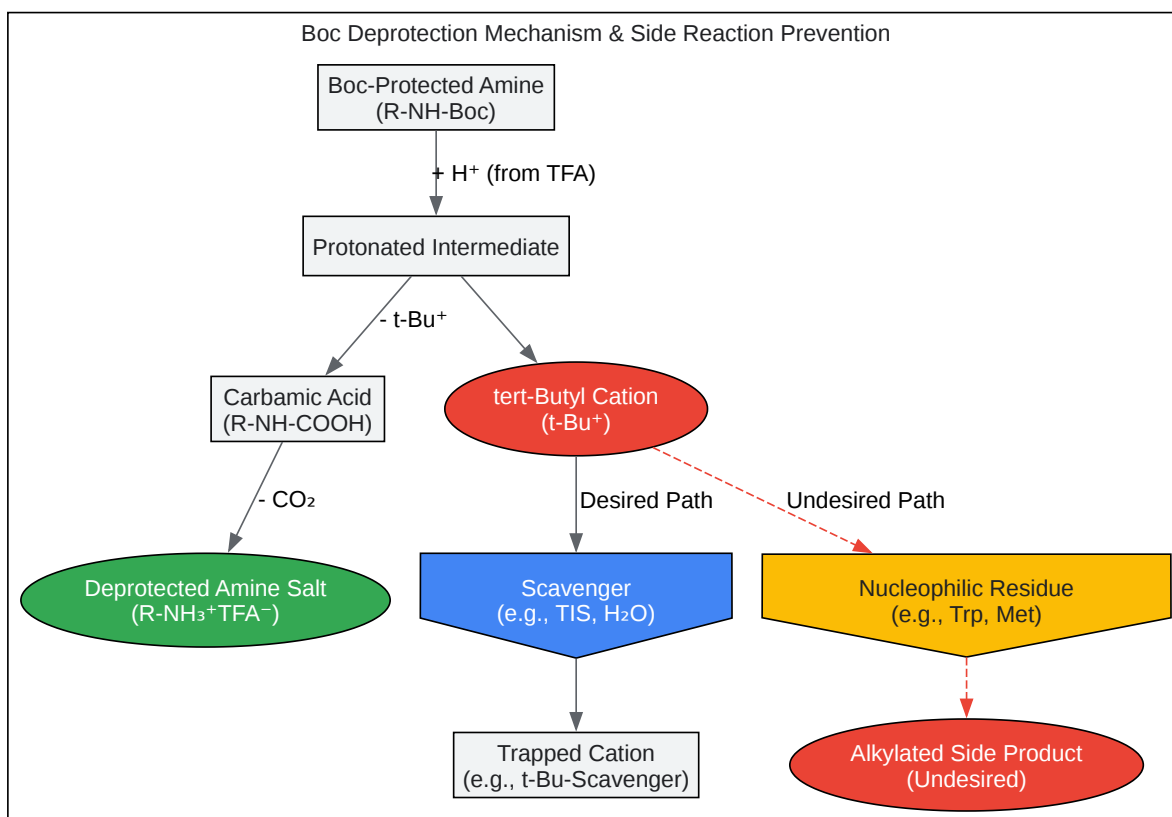 Boc Deprotection Mechanism & Side Reaction Prevention
Boc-Protected Amine
(R-NH-Boc)
+ H⁺ (from TFA)
Protonated Intermediate
- t-Bu⁺
Carbamic Acid
(R-NH-COOH)
tert-Butyl Cation
(t-Bu⁺)
- CO₂
Desired Path
Undesired Path
Deprotected Amine Salt
(R-NH₃⁺TFA⁻)
Scavenger
(e.g., TIS, H₂O)
Nucleophilic Residue
(e.g., Trp, Met)
Trapped Cation
(e.g., t-Bu-Scavenger)
Alkylated Side Product
(Undesired)